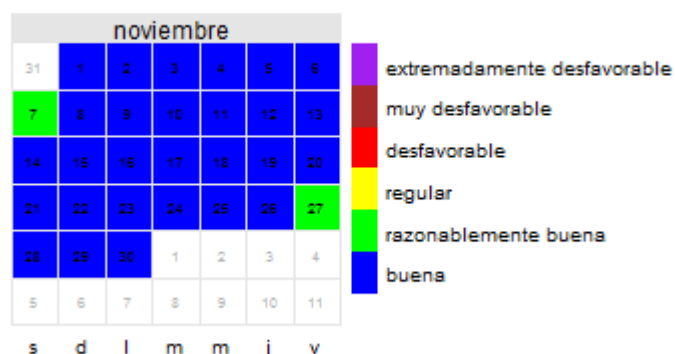 noviembre
31 1 2 3 4 5 6
7 8 9 10 11 12 13
14 15 16 17 18 19 20
21 22 23 24 25 26 27
28 29 30 1 2 3 4
5 6 7 8 9 10 11
s d l m m j v
extremadamente desfavorable
muy desfavorable
desfavorable
regular
razonablemente buena
buena